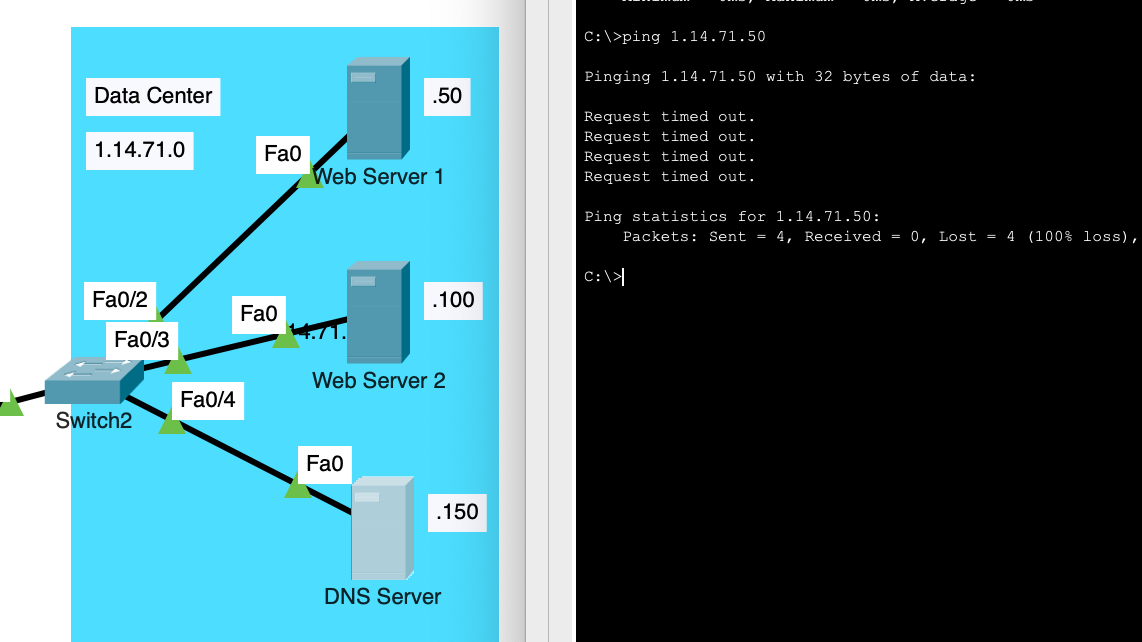 Data Center
.50
1.14.71.0
Fa0
Web Server 1
Fa0/2
Fa0
.100
Fa0/3
14.71.
Web Server 2
Fa0/4
Switch2
Fa0
.150
DNS Server
C:\>ping 1.14.71.50
Pinging 1.14.71.50 with 32 bytes of data:
Request timed out.
Request timed out.
Request timed out.
Request timed out.
Ping statistics for 1.14.71.50:
Packets: Sent = 4, Received = 0, Lost = 4 (100% loss),
C:\>